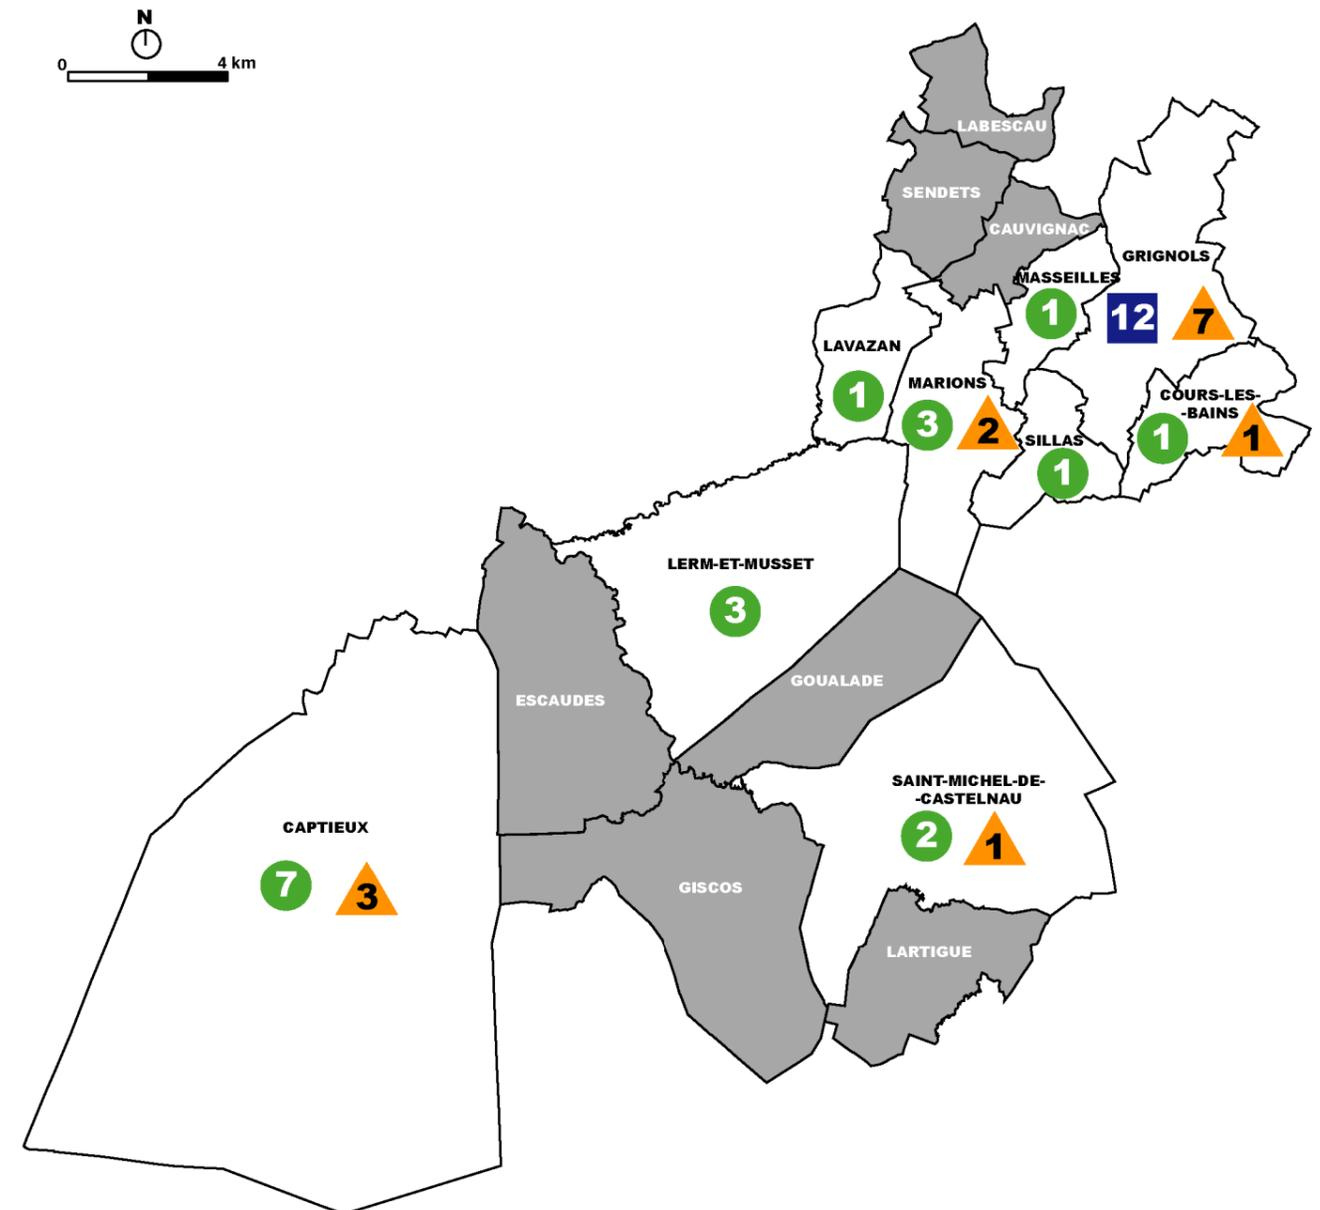 N
0 4 km
LABESCAU
SENDETS
CAUVIGNAC
GRIGNOLS
MASSEILLES
1
12
7
LAVAZAN
1
MARIONS
3
2
COURS-LES-
-BAINS
1
1
SILLAS
1
LERM-ET-MUSSET
3
GOUALADE
ESCAUDES
SAINT-MICHEL-DE-
-CASTELNAU
2
1
CAPTIEUX
7
3
GISCOS
LARTIGUE